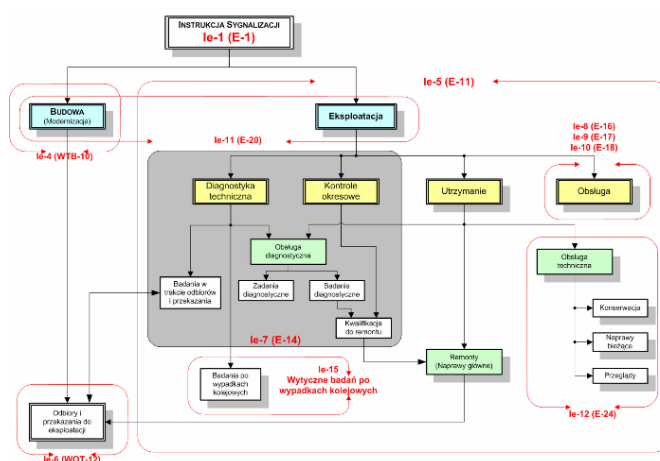 INSTRUKCJA SYGNALIZACJI
Ie-1 (E-1)
Ie-5 (E-11)
BUDOWA
(Modernizacja)
Eksploatacja
Ie-4 (WTB-10)
Ie-11 (E-20)
Ie-8 (E-16)
Ie-9 (E-17)
Ie-10 (E-18)
Diagnostyka
techniczna
Kontrole
okresowe
Utrzymanie
Obsługa
Obsługa
diagnostyczna
Obsługa
techniczna
Badania w
trakcie odbiorów
i przekazania
Zadania
diagnostyczne
Badania
diagnostyczne
Konserwacja
Kwalifikacja
do remontu
Naprawy
bieżące
Ie-7 (E-14)
Badania po
wypadkach
kolejowych
Ie-15
Wytyczne badań po
wypadkach kolejowych
Remonty
(Naprawy główne)
Przeglądy
Ie-12 (E-24)
Odbiory i
przekazania do
eksploatacji
Ie-6 (WOT-12)